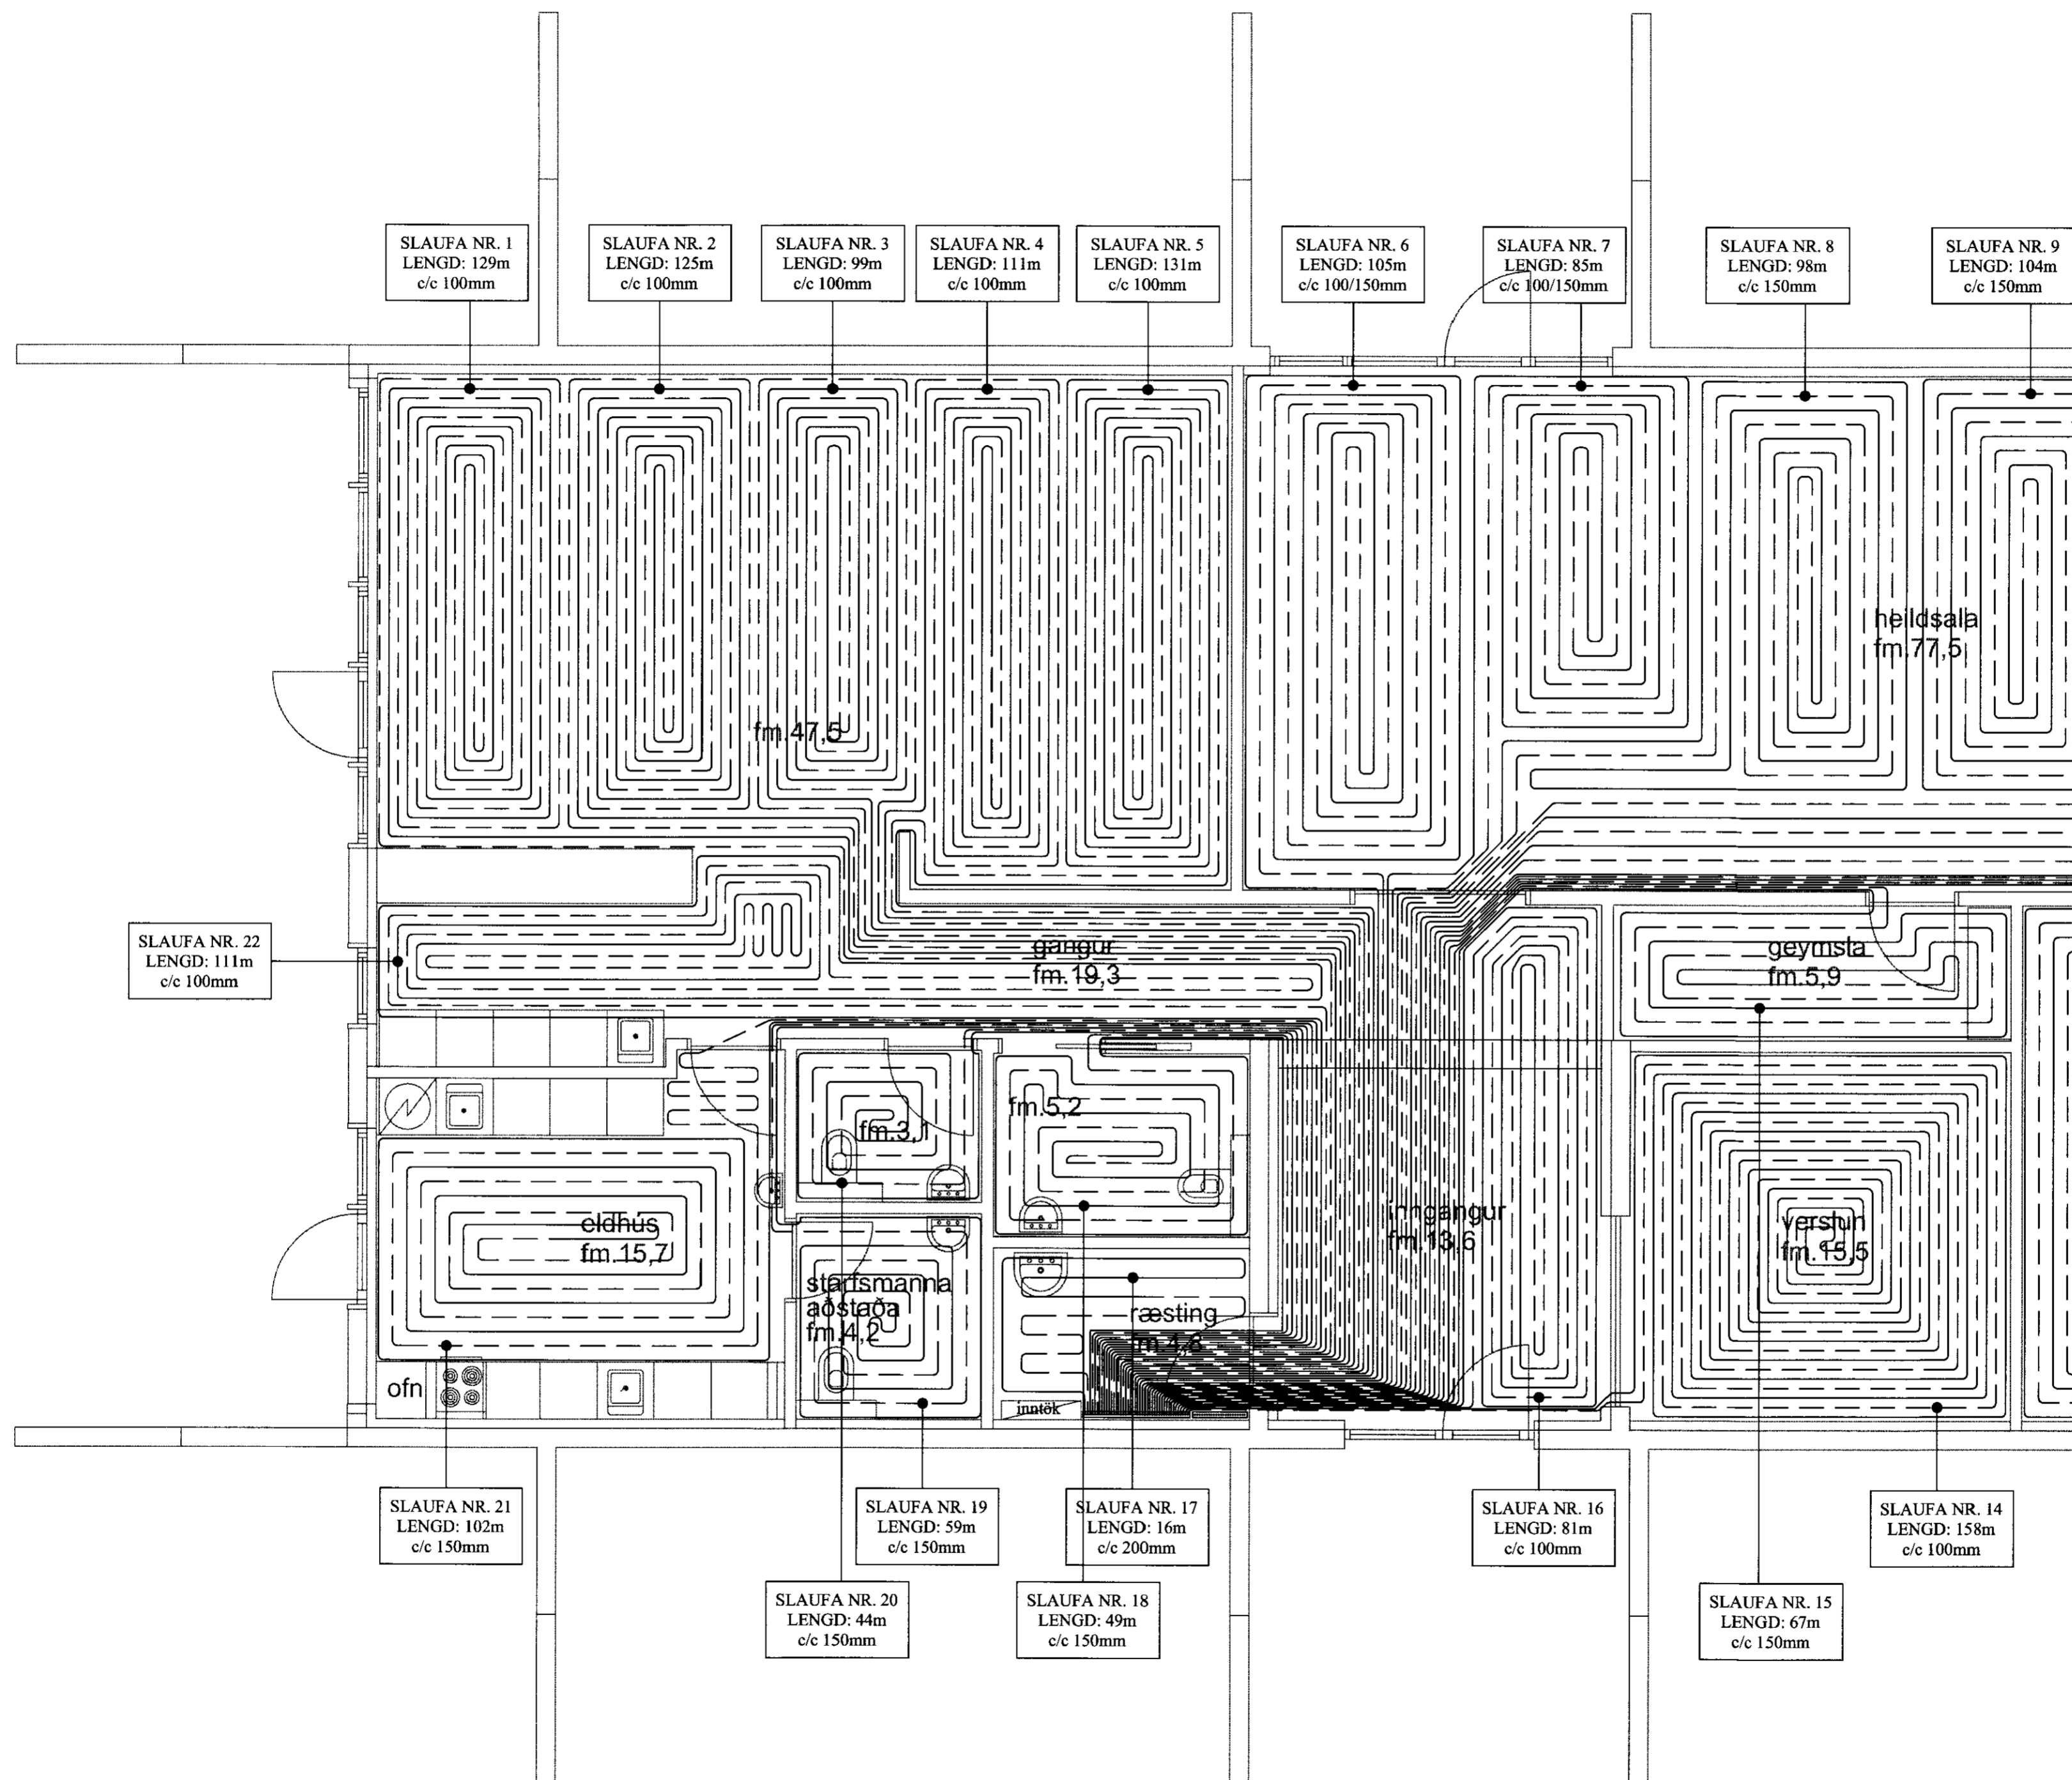 SLAUFA NR. 1
LENGD: 129m
c/c 100mm
SLAUFA NR. 2
LENGD: 125m
c/c 100mm
SLAUFA NR. 3
LENGD: 99m
c/c 100mm
SLAUFA NR. 4
LENGD: 111m
c/c 100mm
SLAUFA NR. 5
LENGD: 131m
c/c 100mm
SLAUFA NR. 6
LENGD: 105m
c/c 100/150mm
SLAUFA NR. 7
LENGD: 85m
c/c 100/150mm
SLAUFA NR. 8
LENGD: 98m
c/c 150mm
SLAUFA NR. 9
LENGD: 104m
c/c 150mm
heildsala
fm.77,5
fm.47,5
SLAUFA NR. 22
LENGD: 111m
c/c 100mm
gangur
fm.19,3
geymsla
fm.5,9
fm.5,2
fm.3,1
eldhús
fm.15,7
inngangur
fm.13,6
verslun
fm.15,5
starfsmanna
aðstaða
fm.4,2
ræsting
fm.4,8
ofn
inntök
SLAUFA NR. 21
LENGD: 102m
c/c 150mm
SLAUFA NR. 19
LENGD: 59m
c/c 150mm
SLAUFA NR. 17
LENGD: 16m
c/c 200mm
SLAUFA NR. 16
LENGD: 81m
c/c 100mm
SLAUFA NR. 14
LENGD: 158m
c/c 100mm
SLAUFA NR. 20
LENGD: 44m
c/c 150mm
SLAUFA NR. 18
LENGD: 49m
c/c 150mm
SLAUFA NR. 15
LENGD: 67m
c/c 150mm